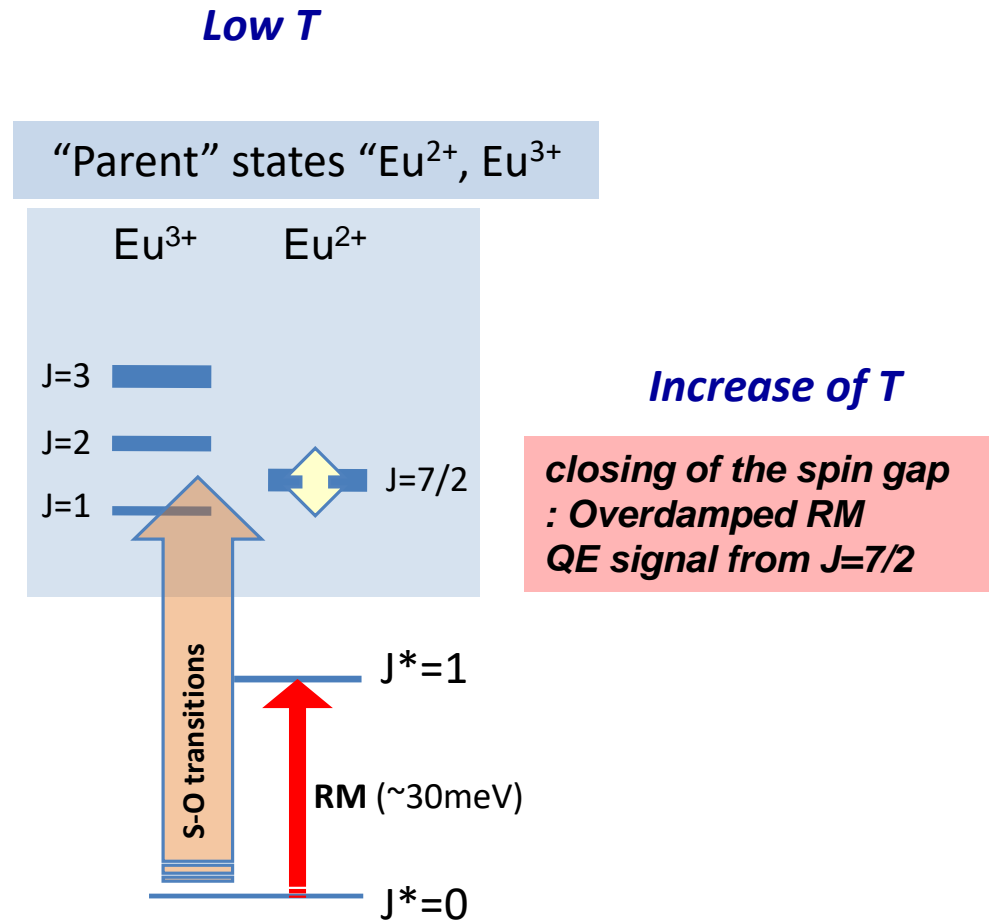 Low T
“Parent” states “Eu²⁺, Eu³⁺
Eu³⁺ Eu²⁺
J=3
J=2
J=1
J=7/2
Increase of T
closing of the spin gap
: Overdamped RM
QE signal from J=7/2
S-O transitions
J*=1
RM (~30meV)
J*=0